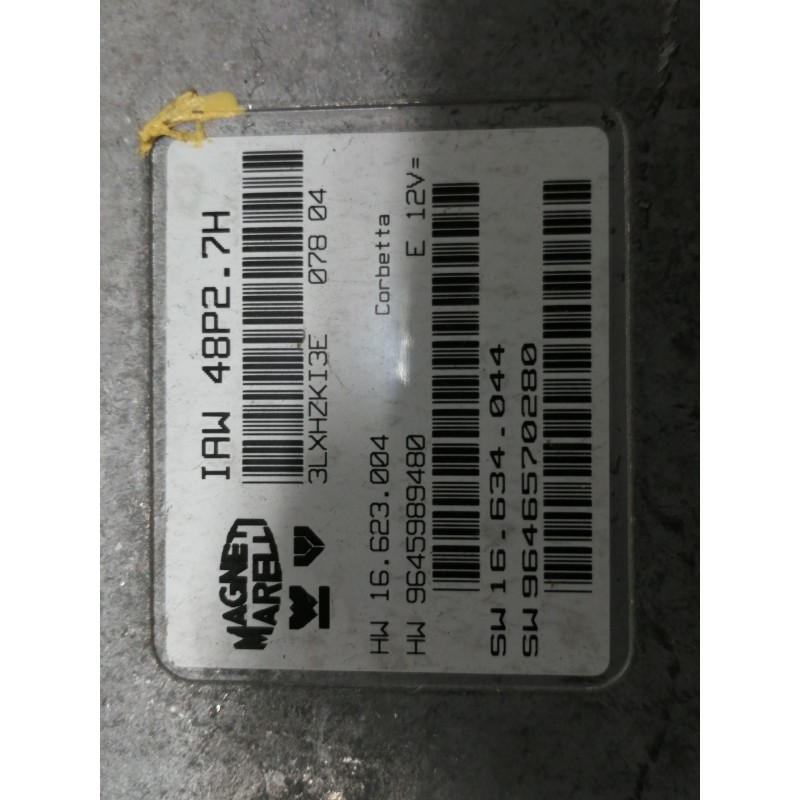 MAGNETI
MARELLI
IAW 48P2.7H
3LXHZKI3E 078 04
Corbetta
HW 16.623.004
HW 9645989480 E 12V=
SW 16.634.044
SW 9646570280